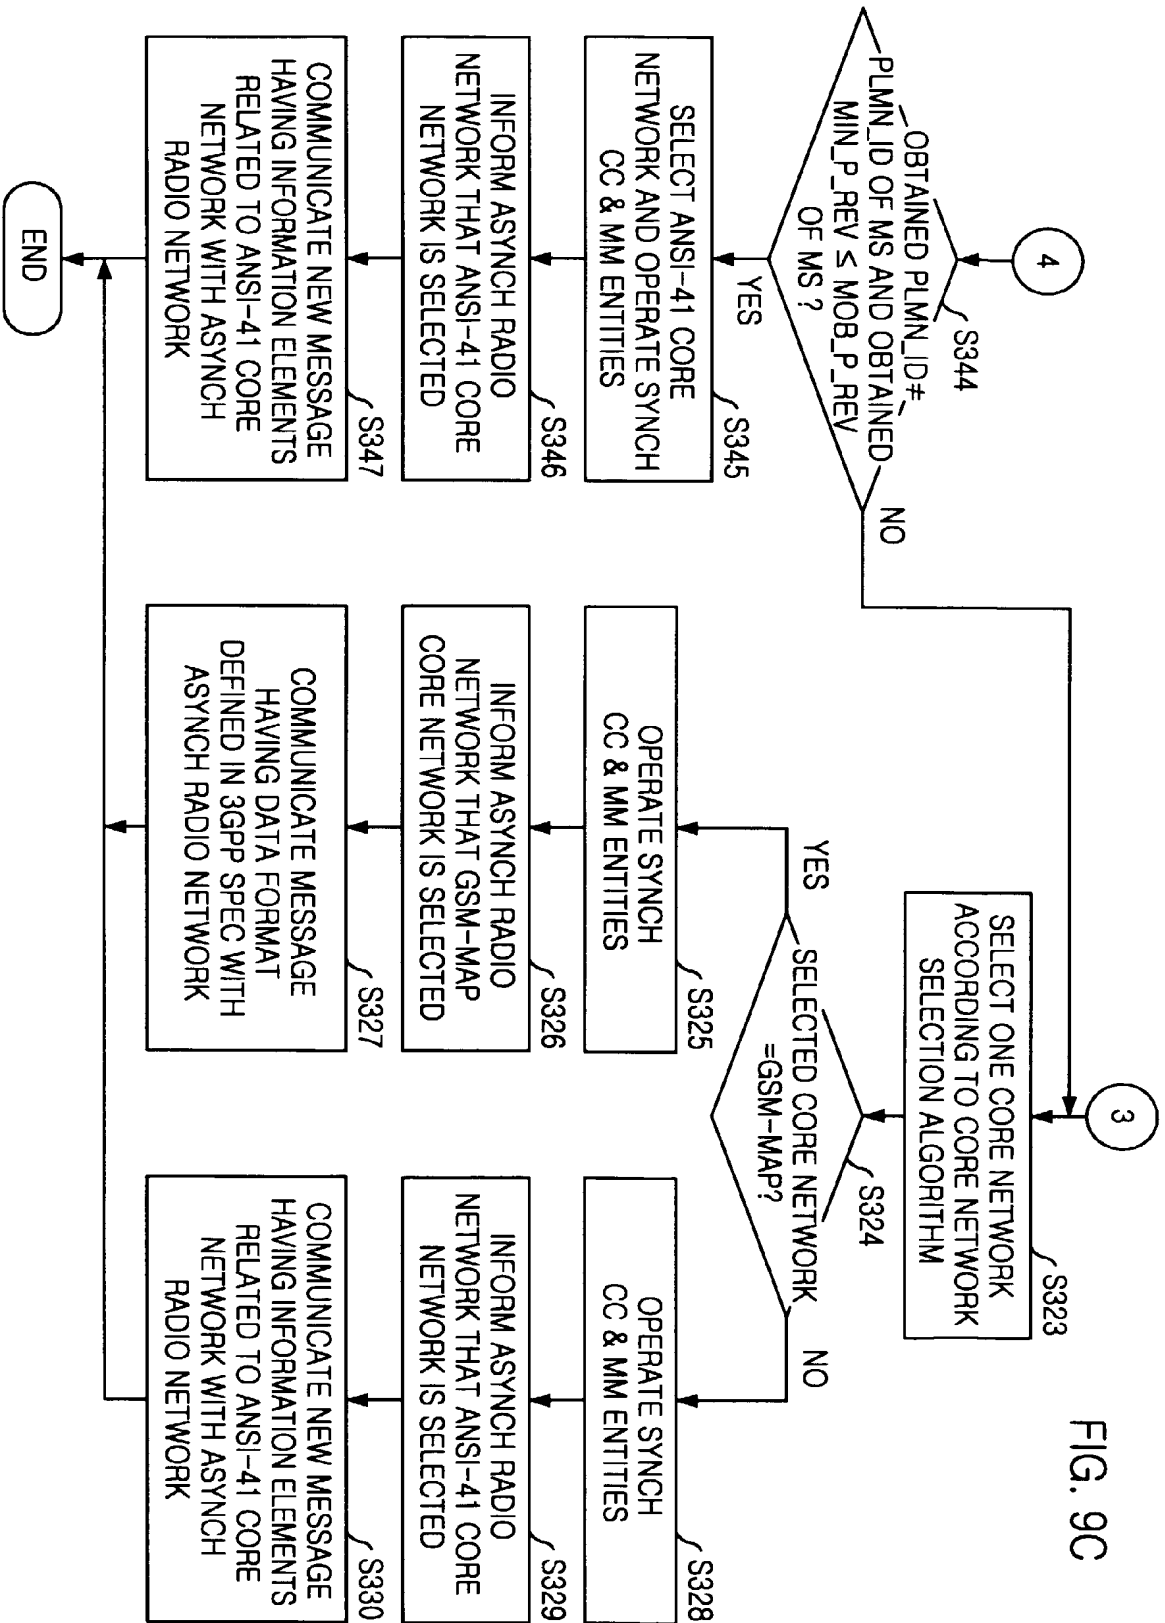 FIG. 9C
4
S344
OBTAINED PLMN_ID≠
PLMN_ID OF MS AND OBTAINED
MIN_P_REV ≤ MOB_P_REV
OF MS ?
NO
YES
S345
SELECT ANSI-41 CORE
NETWORK AND OPERATE SYNCH
CC & MM ENTITIES
S346
INFORM ASYNCH RADIO
NETWORK THAT ANSI-41 CORE
NETWORK IS SELECTED
S347
COMMUNICATE NEW MESSAGE
HAVING INFORMATION ELEMENTS
RELATED TO ANSI-41 CORE
NETWORK WITH ASYNCH
RADIO NETWORK
END
3
S323
SELECT ONE CORE NETWORK
ACCORDING TO CORE NETWORK
SELECTION ALGORITHM
S324
SELECTED CORE NETWORK
=GSM-MAP?
YES
NO
S325
OPERATE SYNCH
CC & MM ENTITIES
S326
INFORM ASYNCH RADIO
NETWORK THAT GSM-MAP
CORE NETWORK IS SELECTED
S327
COMMUNICATE MESSAGE
HAVING DATA FORMAT
DEFINED IN 3GPP SPEC WITH
ASYNCH RADIO NETWORK
S328
OPERATE SYNCH
CC & MM ENTITIES
S329
INFORM ASYNCH RADIO
NETWORK THAT ANSI-41 CORE
NETWORK IS SELECTED
S330
COMMUNICATE NEW MESSAGE
HAVING INFORMATION ELEMENTS
RELATED TO ANSI-41 CORE
NETWORK WITH ASYNCH
RADIO NETWORK